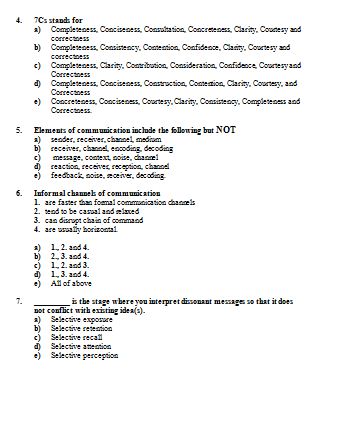 4. 7Cs stands for
a) Completeness, Conciseness, Consultation, Concreteness, Clarity, Courtesy and
correctness
b) Completeness, Consistency, Contention, Confidence, Clarity, Courtesy and
correctness
c) Completeness, Clarity, Contribution, Consideration, Confidence, Courtesy and
Correctness
d) Completeness, Conciseness, Construction, Contention, Clarity, Courtesy, and
Correctness
e) Concreteness, Conciseness, Courtesy, Clarity, Consistency, Completeness and
Correctness.
5. Elements of communication include the following but NOT
a) sender, receiver, channel, medium
b) receiver, channel, encoding, decoding
c) message, context, noise, channel
d) reaction, receiver, reception, channel
e) feedback, noise, receiver, decoding.
6. Informal channels of communication
1. are faster than formal communication channels
2. tend to be casual and relaxed
3. can disrupt chain of command
4. are usually horizontal.
a) 1., 2. and 4.
b) 2., 3. and 4.
c) 1., 2. and 3.
d) 1., 3. and 4.
e) All of above
7. ________ is the stage where you interpret dissonant messages so that it does
not conflict with existing idea(s).
a) Selective exposure
b) Selective retention
c) Selective recall
d) Selective attention
e) Selective perception